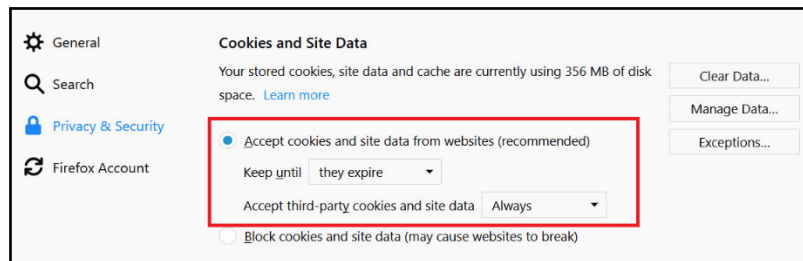 General
Search
Privacy & Security
Firefox Account
Cookies and Site Data
Your stored cookies, site data and cache are currently using 356 MB of disk
space. Learn more
Accept cookies and site data from websites (recommended)
Keep until they expire
Accept third-party cookies and site data Always
Block cookies and site data (may cause websites to break)
Clear Data...
Manage Data...
Exceptions...